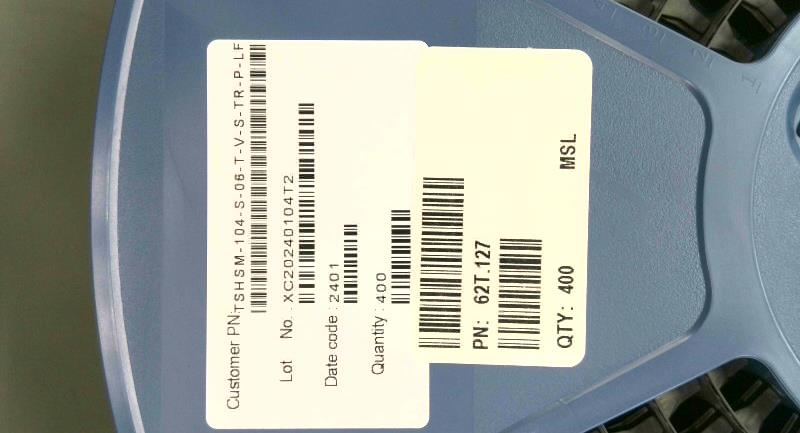 Customer PN:TSHSM-104-S-06-T-V-S-TR-P-LF
Lot No.: XC20240104T2
Date code: 2401
Quantity: 400
PN: 62T.127
QTY: 400 MSL